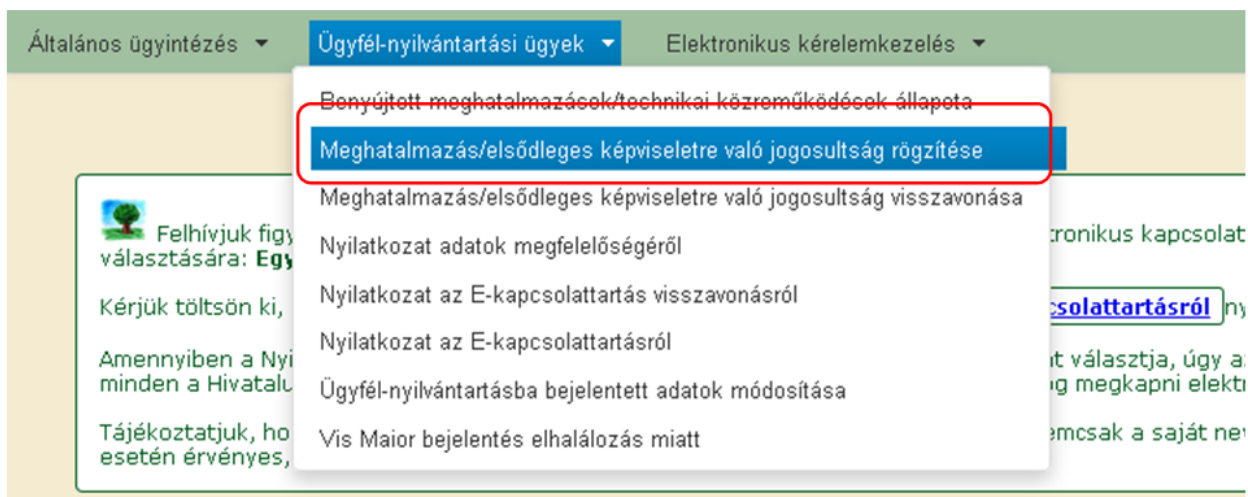 Általános ügyintézés
Ügyfél-nyilvántartási ügyek
Elektronikus kérelemkezelés
Benyújtott meghatalmazások/technikai közreműködések állapota
Meghatalmazás/elsődleges képviseletre való jogosultság rögzítése
Meghatalmazás/elsődleges képviseletre való jogosultság visszavonása
Nyilatkozat adatok megfelelőségéről
Nyilatkozat az E-kapcsolattartás visszavonásról
Nyilatkozat az E-kapcsolattartásról
Ügyfél-nyilvántartásba bejelentett adatok módosítása
Vis Maior bejelentés elhalálozás miatt
Felhívjuk figy tronikus kapcsolat
választására: Egy
Kérjük töltsön ki, csolattartásról ny
Amennyiben a Nyi t választja, úgy a
minden a Hivatalu g megkapni elekt
Tájékoztatjuk, ho emcsak a saját ne
esetén érvényes,